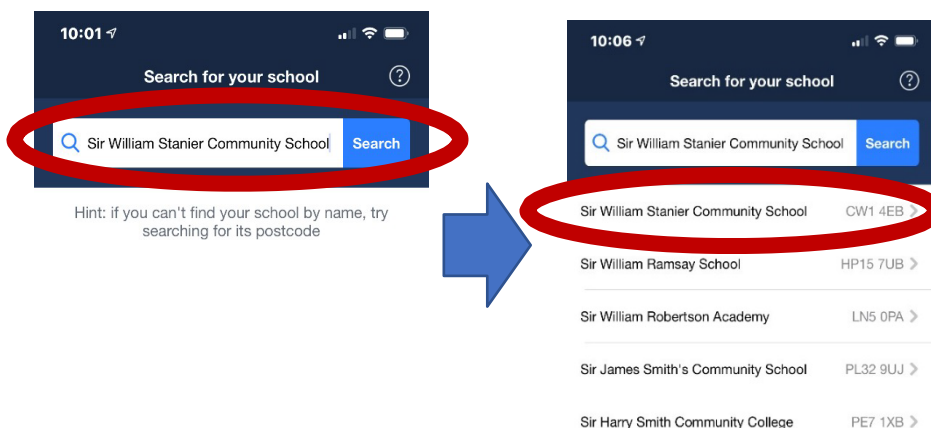 10:01
Search for your school
?
Sir William Stanier Community School
Search
Hint: if you can't find your school by name, try
searching for its postcode
10:06
Search for your school
?
Sir William Stanier Community School
Search
Sir William Stanier Community School CW1 4EB
Sir William Ramsay School HP15 7UB
Sir William Robertson Academy LN5 0PA
Sir James Smith's Community School PL32 9UJ
Sir Harry Smith Community College PE7 1XB